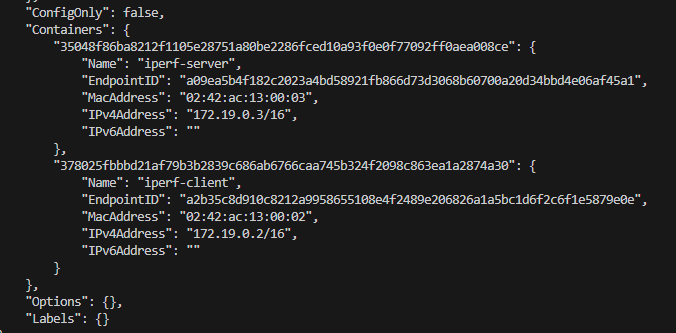 "ConfigOnly": false,
"Containers": {
"35048f86ba8212f1105e28751a80be2286fced10a93f0e0f77092ff0aea008ce": {
"Name": "iperf-server",
"EndpointID": "a09ea5b4f182c2023a4bd58921fb866d73d3068b60700a20d34bbd4e06af45a1",
"MacAddress": "02:42:ac:13:00:03",
"IPv4Address": "172.19.0.3/16",
"IPv6Address": ""
},
"378025fbbbd21af79b3b2839c686ab6766caa745b324f2098c863ea1a2874a30": {
"Name": "iperf-client",
"EndpointID": "a2b35c8d910c8212a9958655108e4f2489e206826a1a5bc1d6f2c6f1e5879e0e",
"MacAddress": "02:42:ac:13:00:02",
"IPv4Address": "172.19.0.2/16",
"IPv6Address": ""
}
},
"Options": {},
"Labels": {}